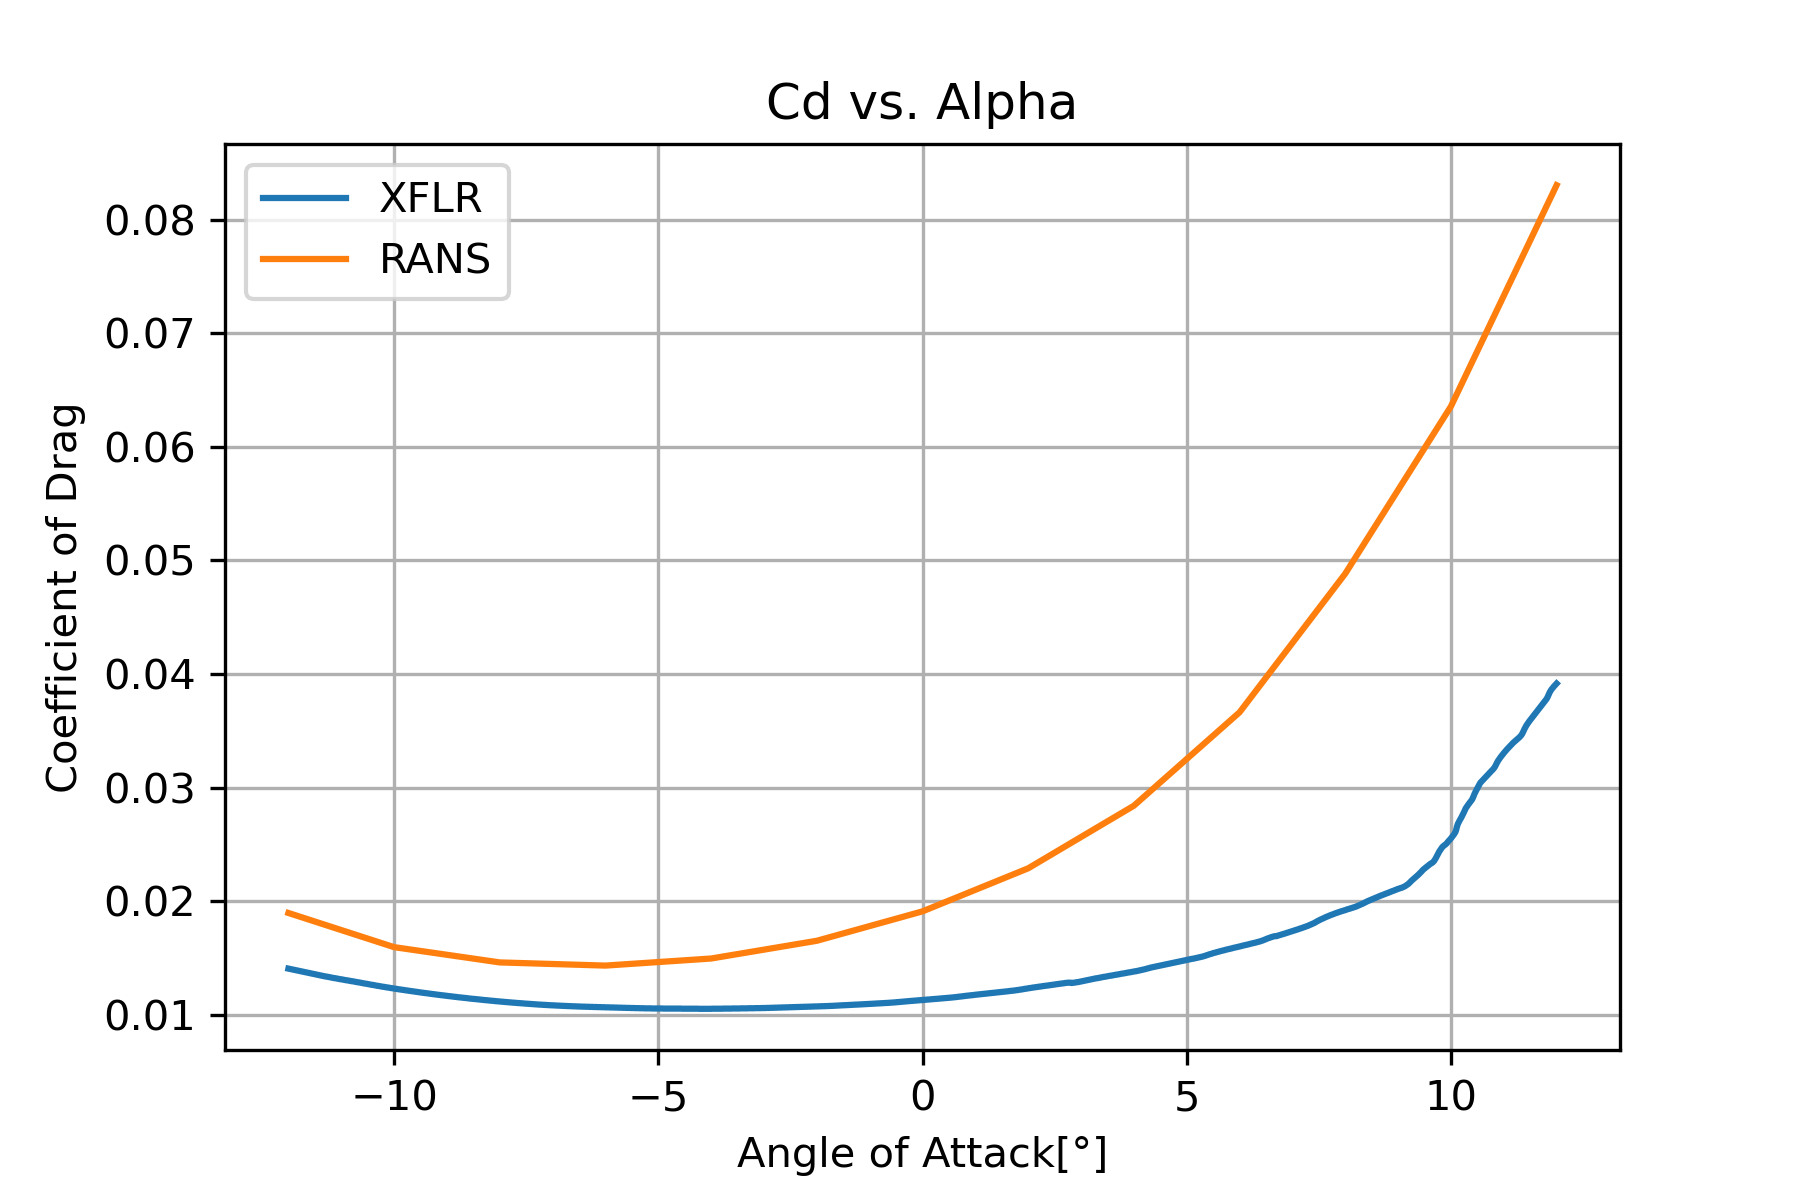 Cd vs. Alpha
XFLR
RANS
0.08
0.07
0.06
0.05
0.04
0.03
0.02
0.01
Coefficient of Drag
−10 −5 0 5 10
Angle of Attack[°]